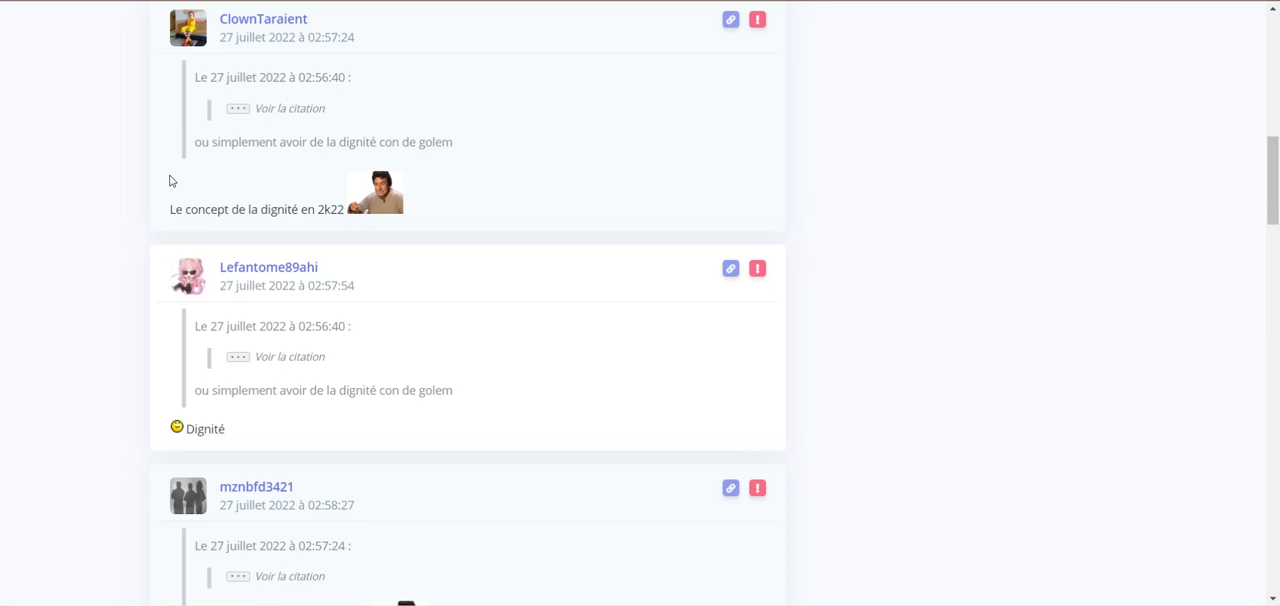 ClownTaraient
27 juillet 2022 à 02:57:24
Le 27 juillet 2022 à 02:56:40 :
Voir la citation
ou simplement avoir de la dignité con de golem
Le concept de la dignité en 2k22
Lefantome89ahi
27 juillet 2022 à 02:57:54
Le 27 juillet 2022 à 02:56:40 :
Voir la citation
ou simplement avoir de la dignité con de golem
Dignité
mznbfd3421
27 juillet 2022 à 02:58:27
Le 27 juillet 2022 à 02:57:24 :
Voir la citation